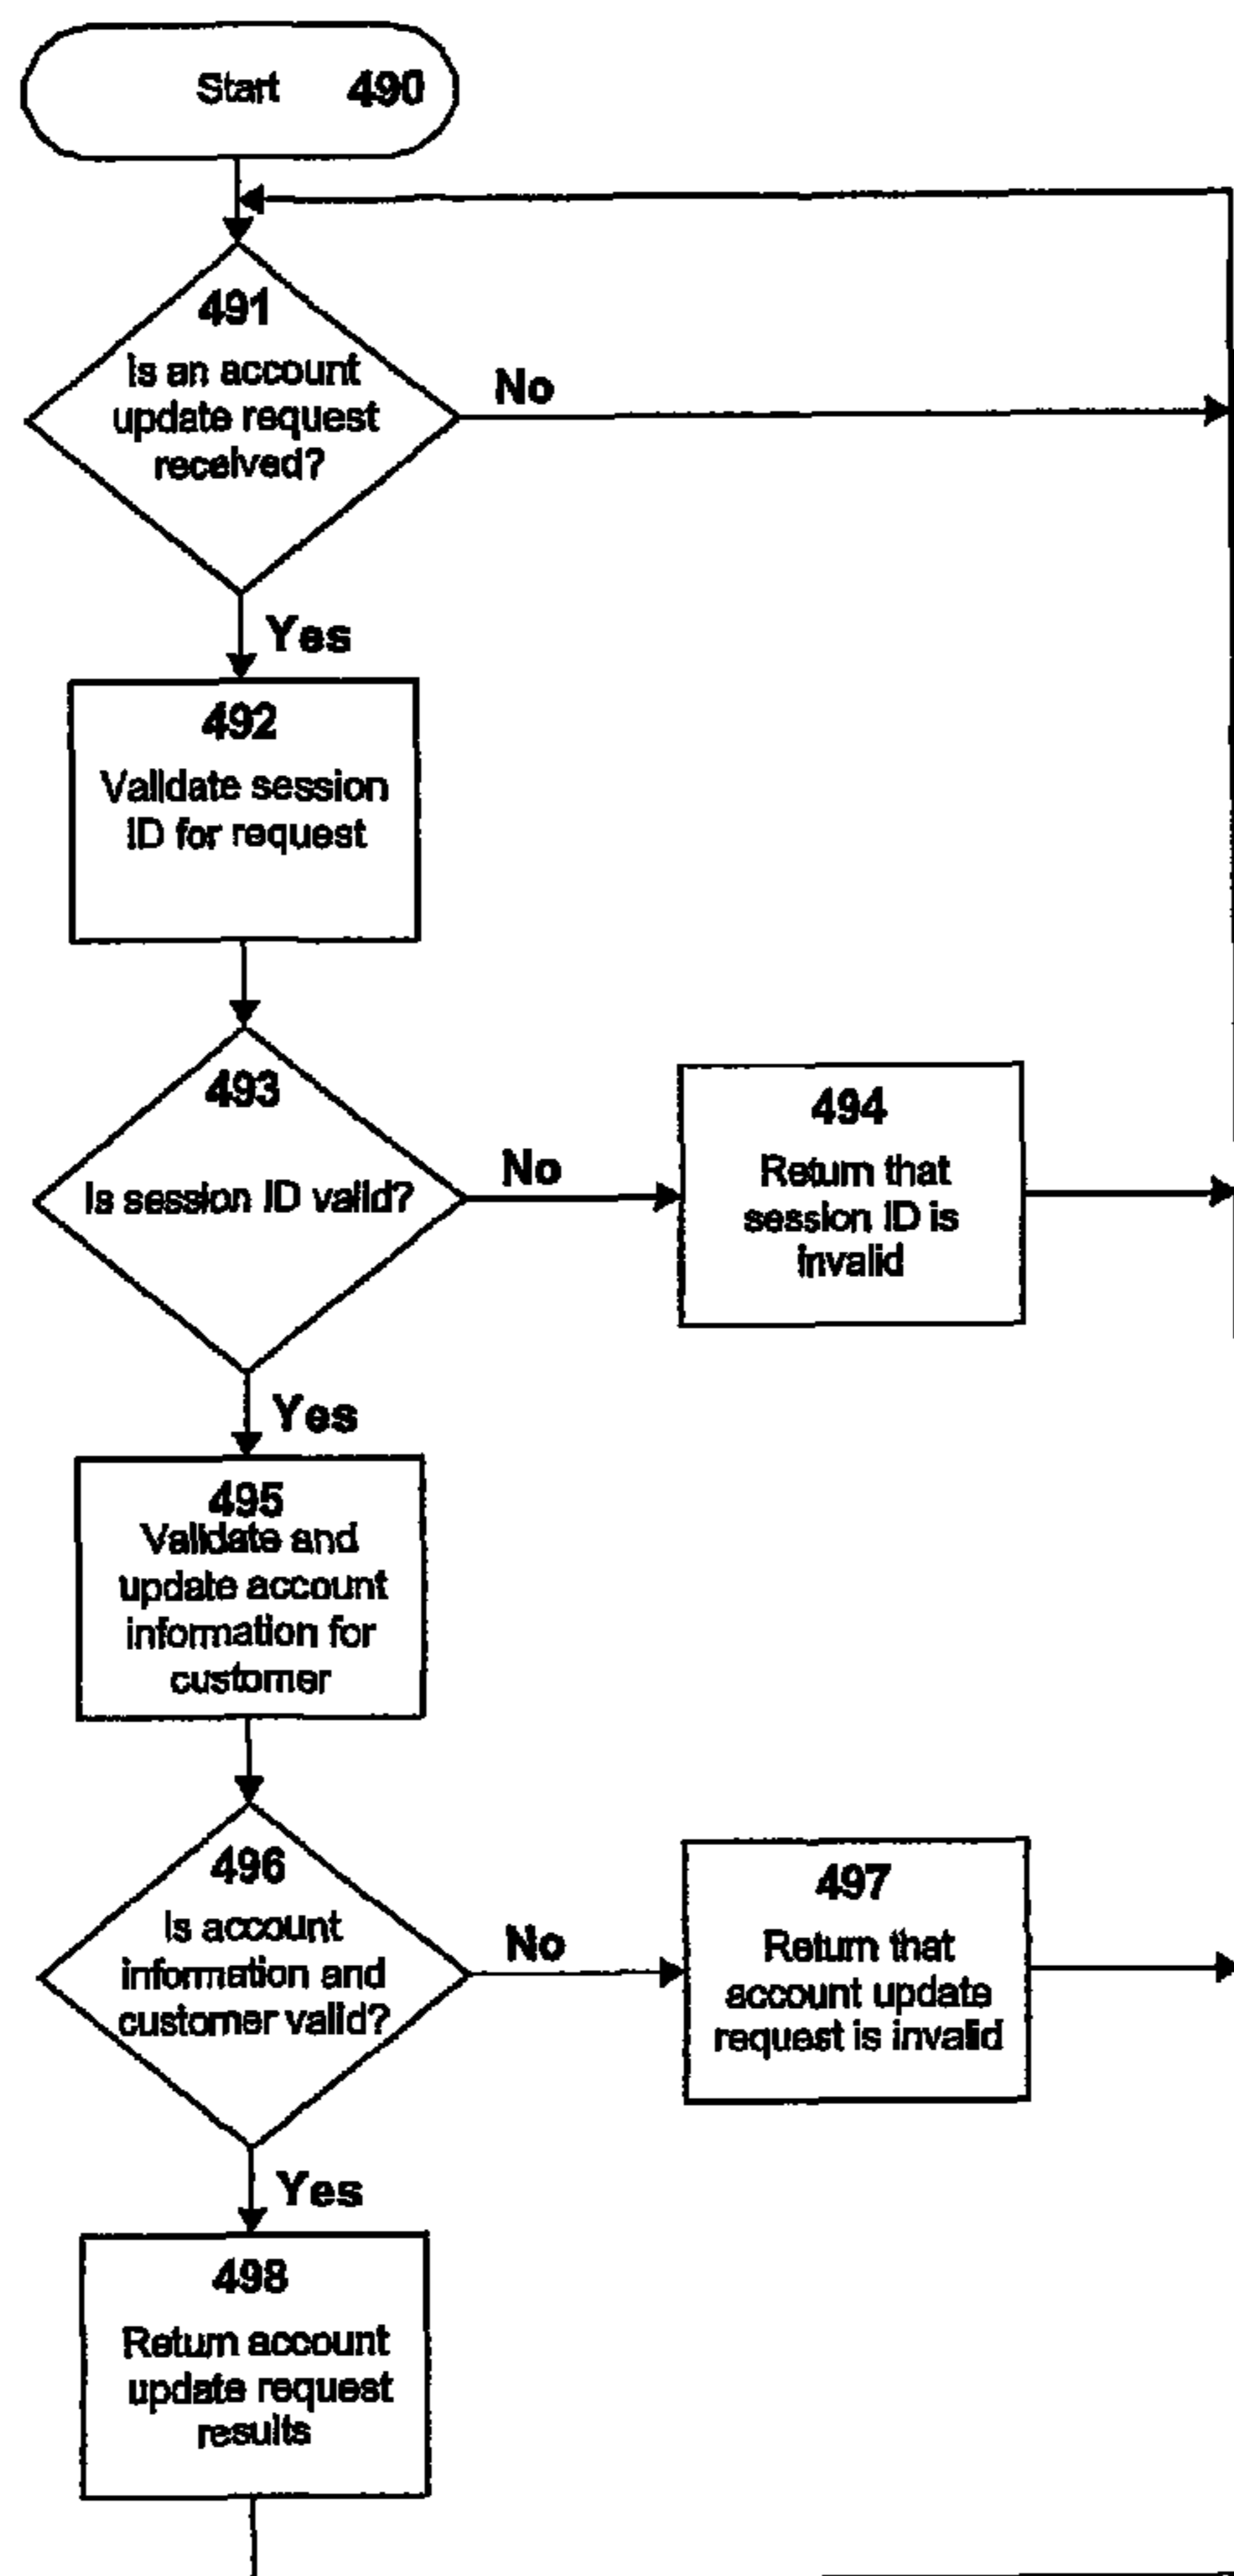 Start 490
491
Is an account
update request
received?
No
Yes
492
Validate session
ID for request
493
Is session ID valid?
No
494
Return that
session ID is
invalid
Yes
495
Validate and
update account
information for
customer
496
Is account
information and
customer valid?
No
497
Return that
account update
request is invalid
Yes
498
Return account
update request
results